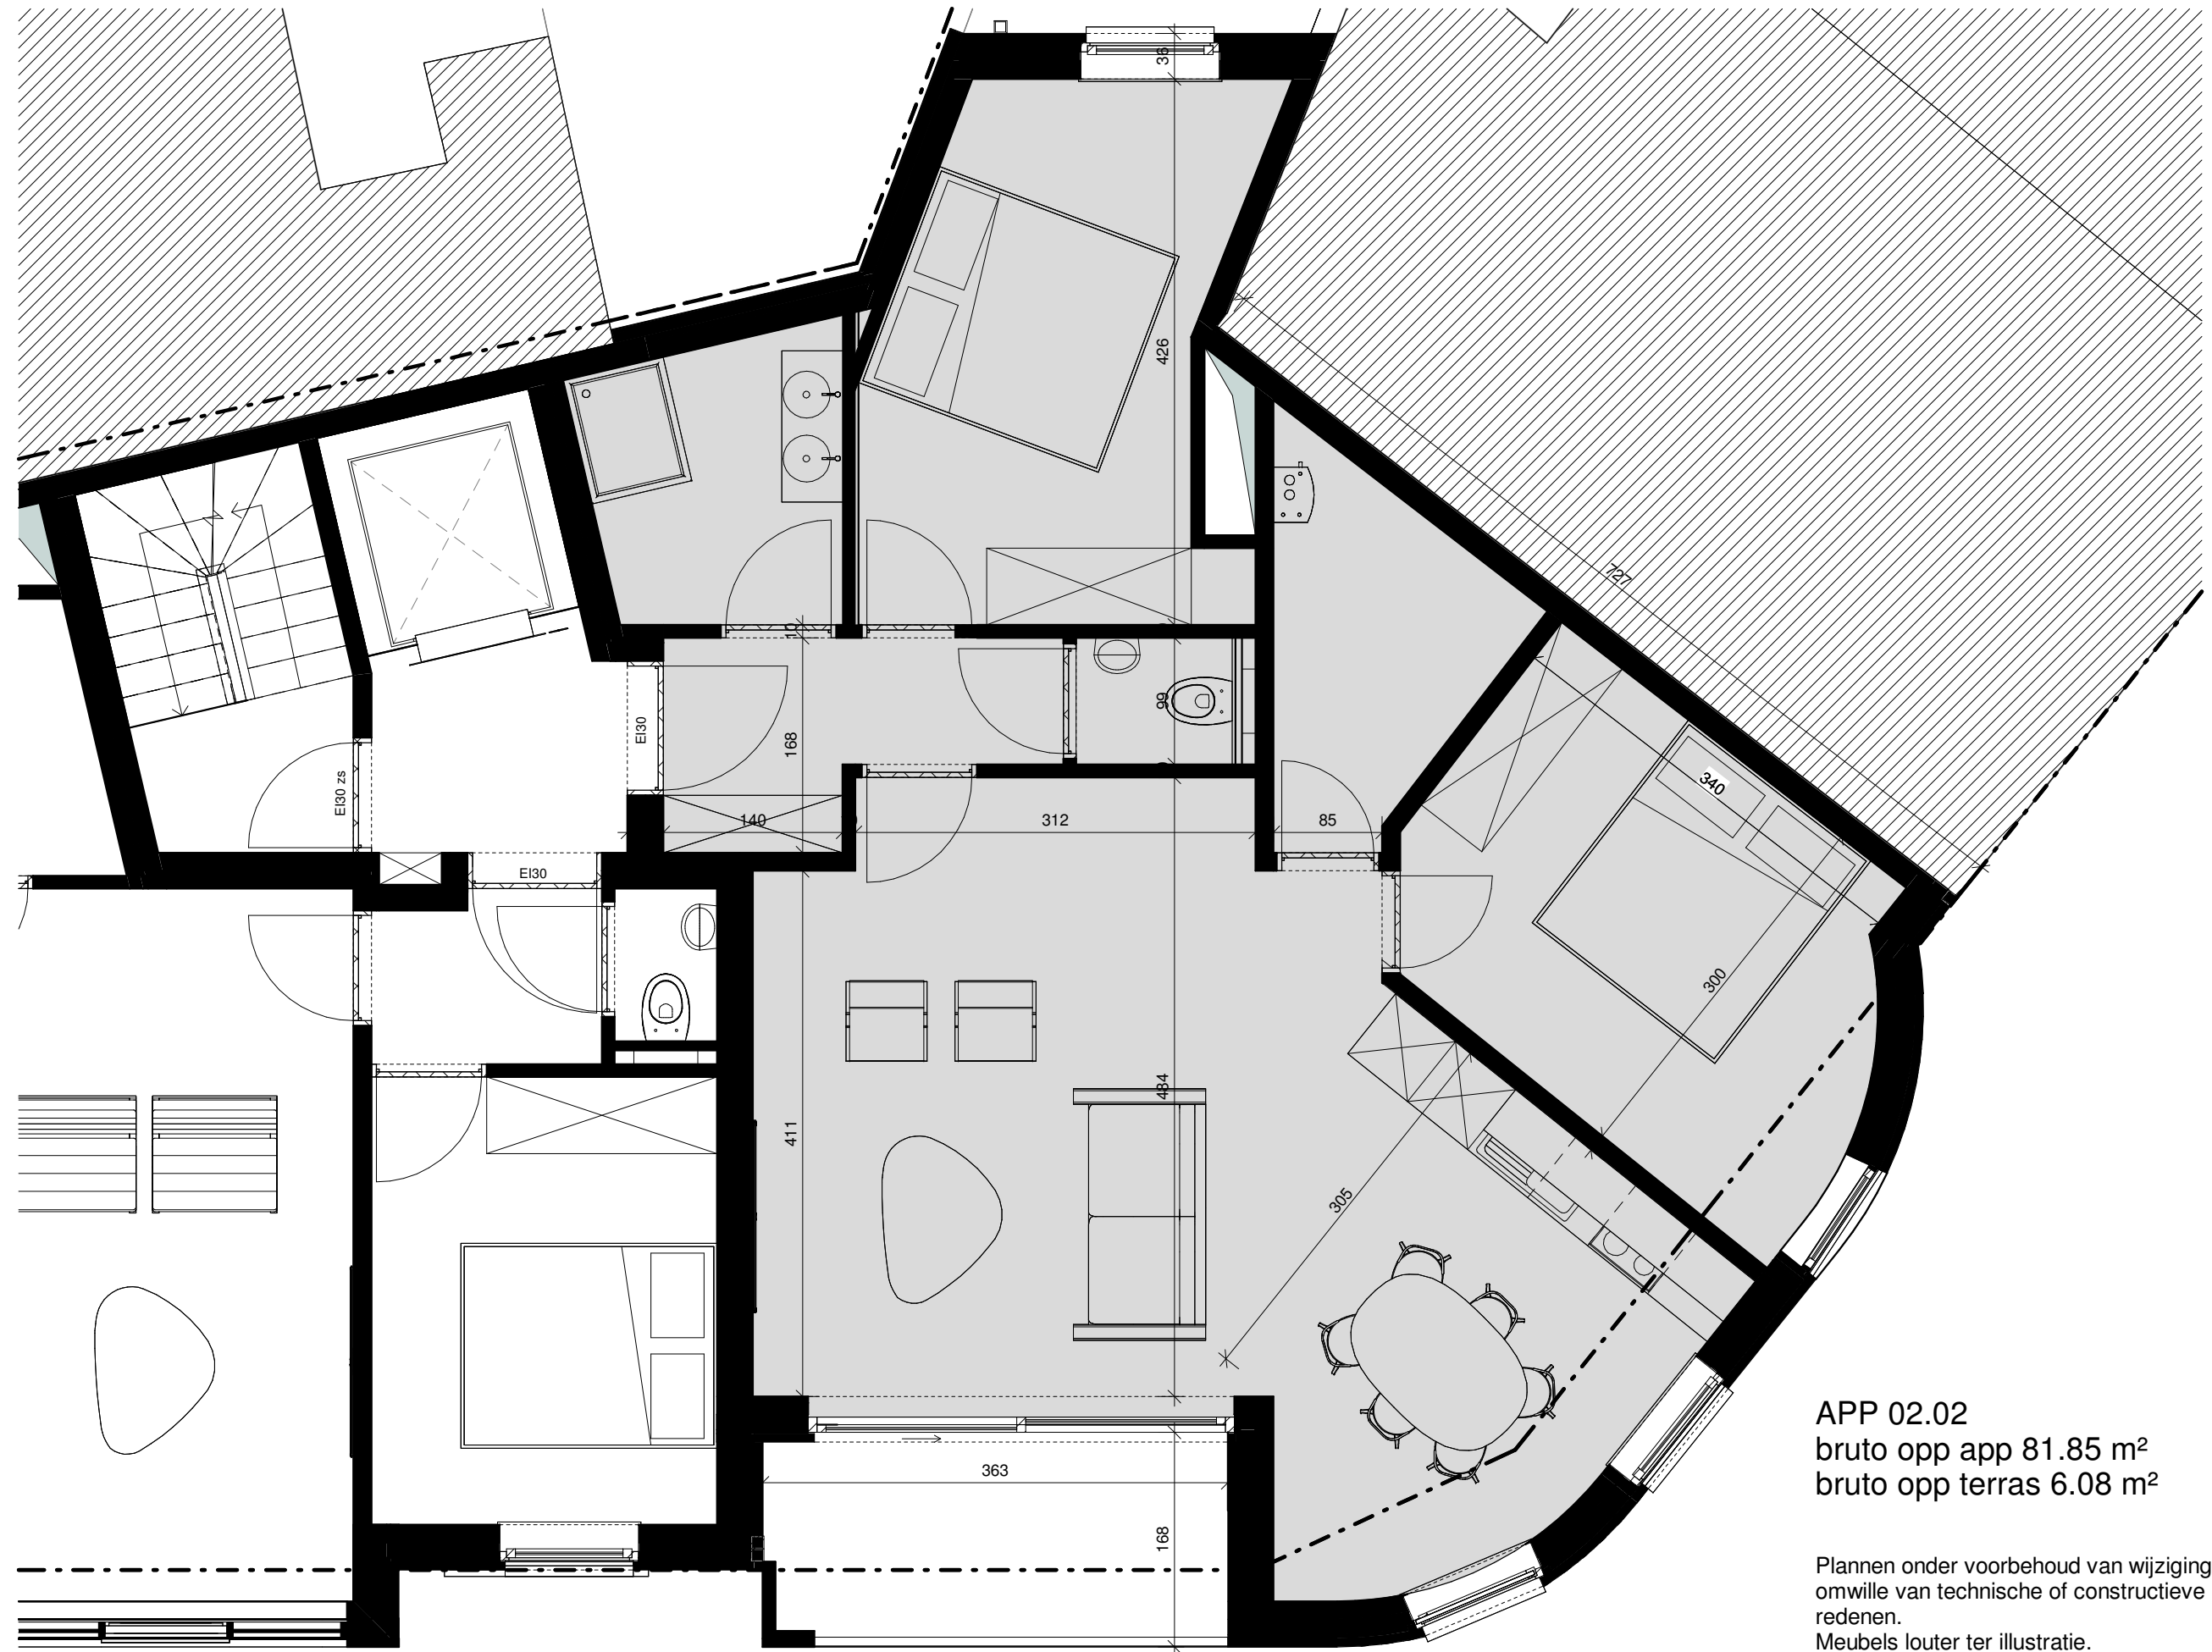 36
426
727
10
99
EI30
168
EI30 zs
340
140
312
85
EI30
300
484
411
305
363
168
APP 02.02
bruto opp app 81.85 m²
bruto opp terras 6.08 m²
Plannen onder voorbehoud van wijziging
omwille van technische of constructieve
redenen.
Meubels louter ter illustratie.